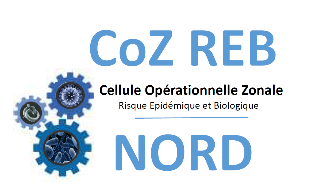 CoZ REB
Cellule Opérationnelle Zonale
Risque Epidémique et Biologique
NORD